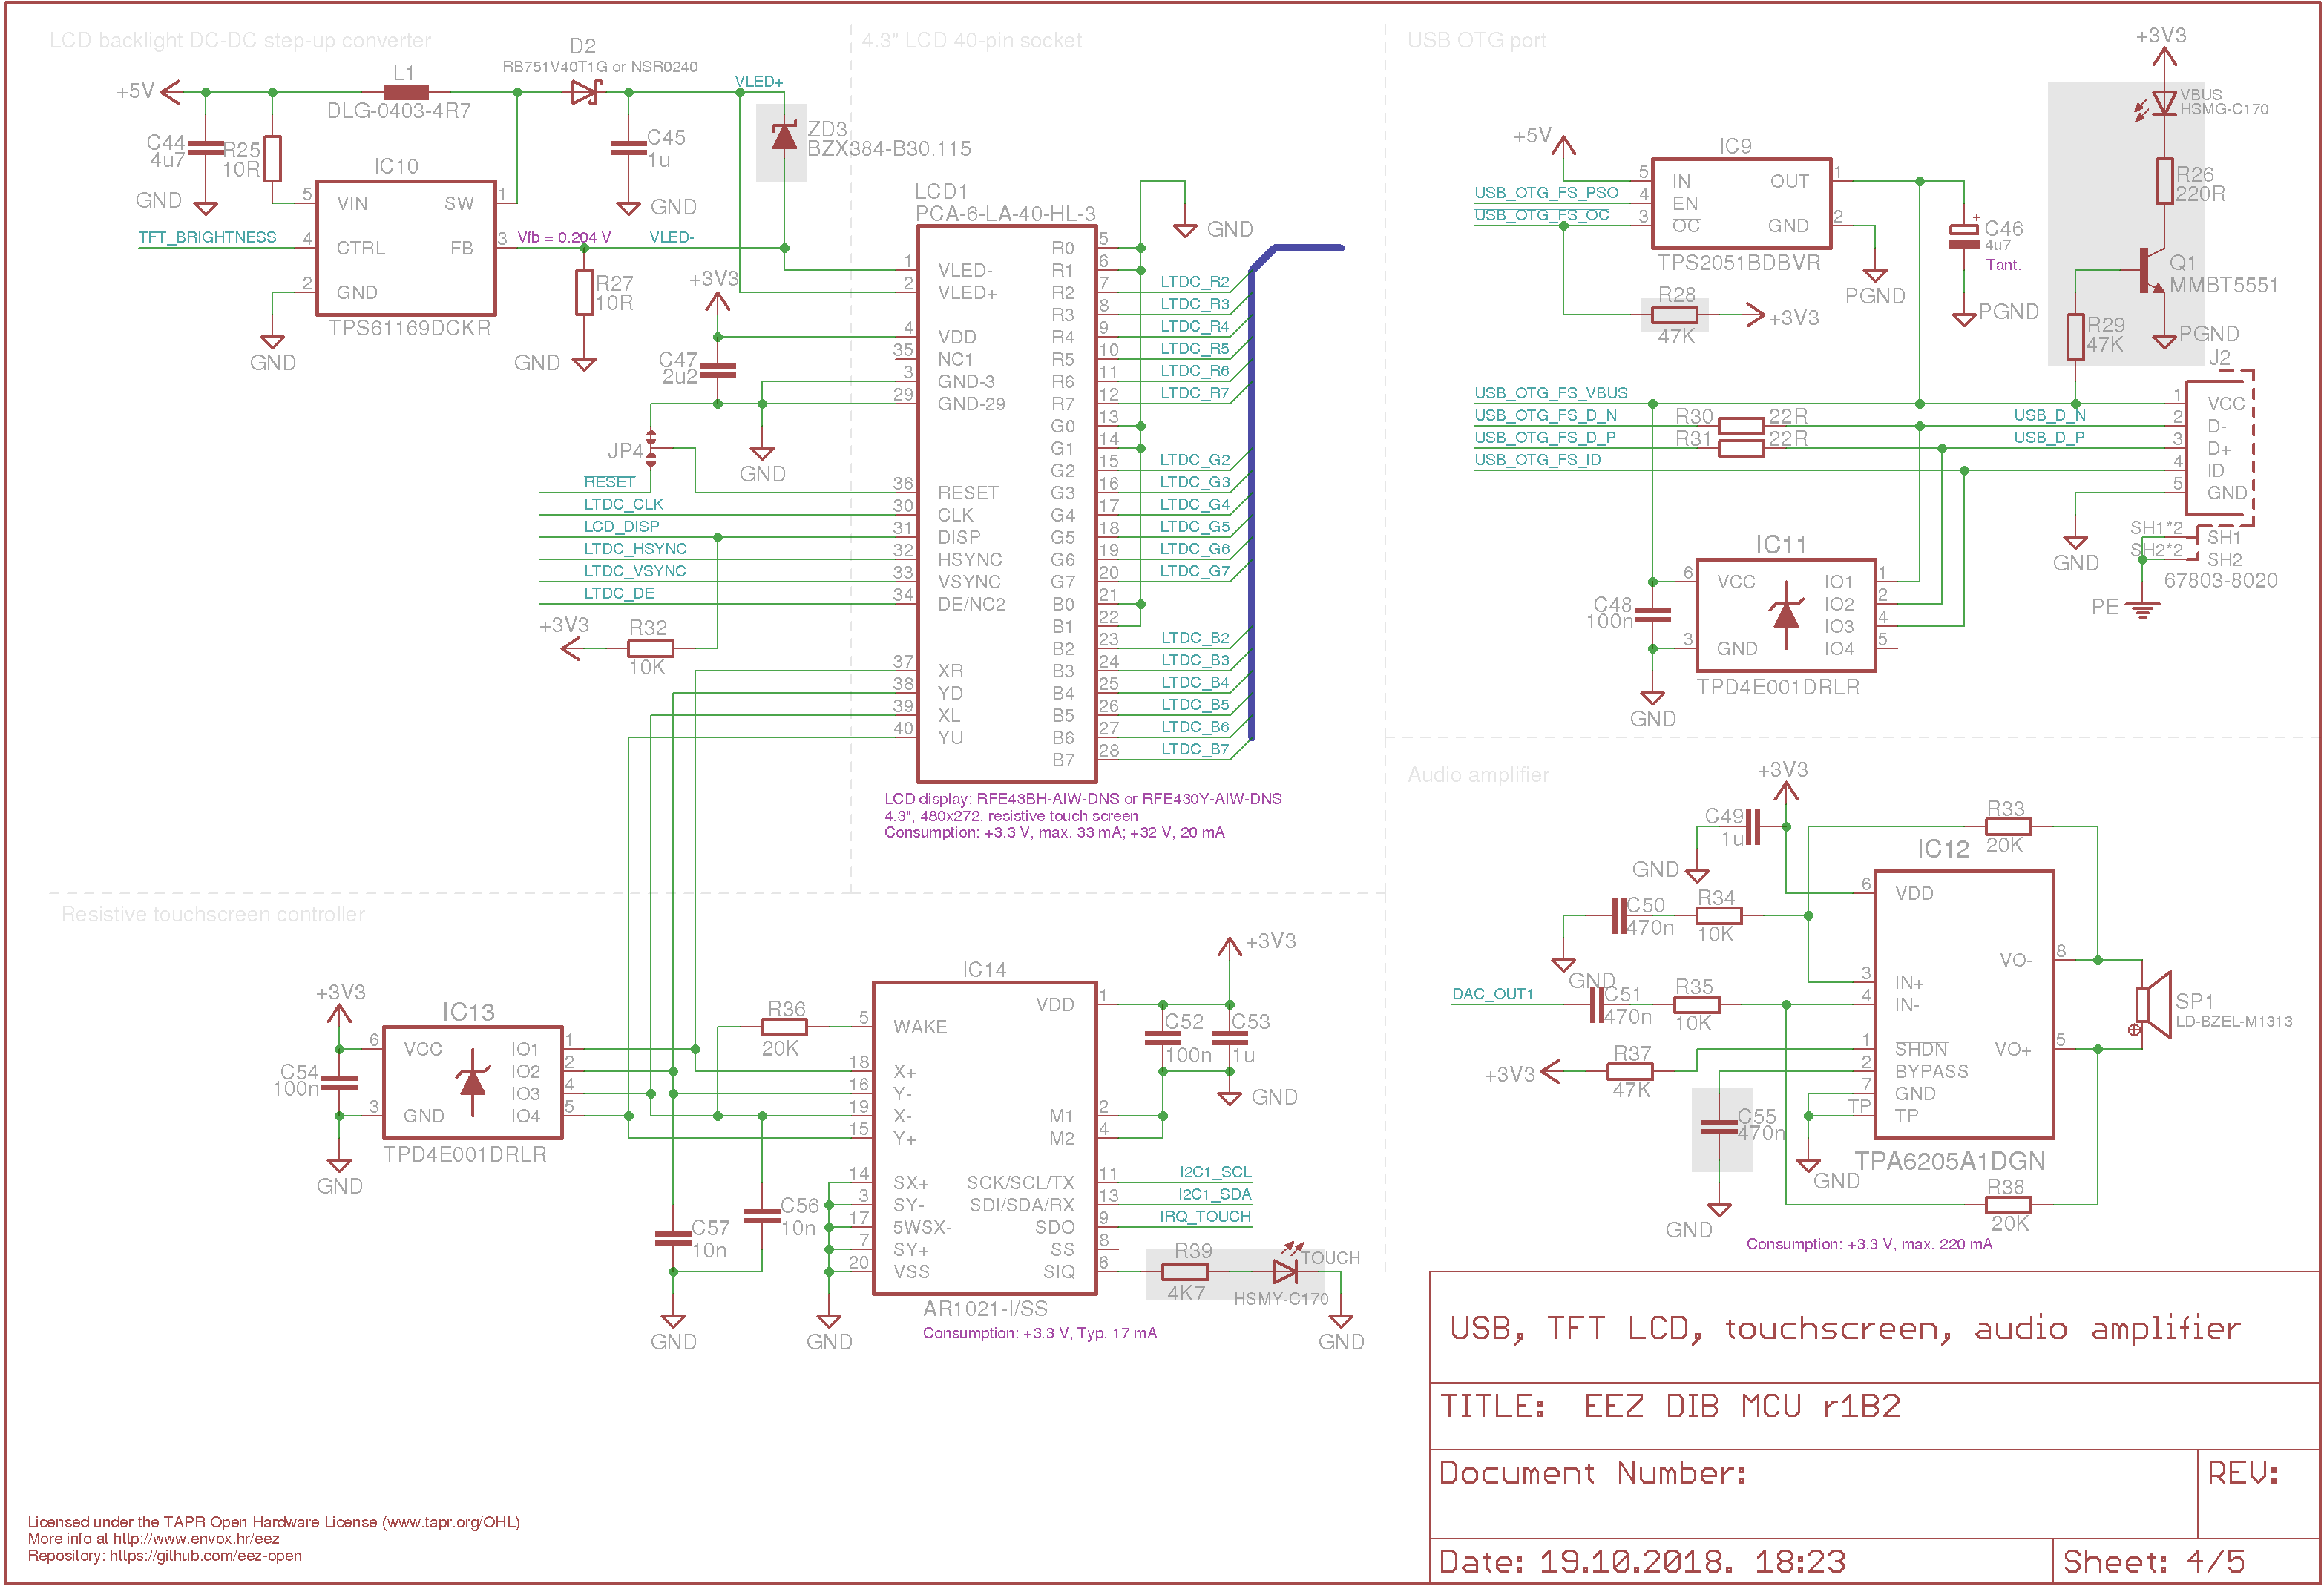 LCD backlight DC-DC step-up converter
+5V
L1
DLG-0403-4R7
D2
RB751V40T1G or NSR0240
VLED+
C44
4u7
R25
10R
GND
C45
1u
GND
ZD3
BZX384-B30.115
IC10
5
VIN
SW
1
TFT_BRIGHTNESS
4
CTRL
FB
3
Vfb = 0.204 V
VLED-
2
GND
TPS61169DCKR
GND
R27
10R
GND
4.3" LCD 40-pin socket
LCD1
PCA-6-LA-40-HL-3
GND
+3V3
C47
2u2
GND
JP4
1
VLED-
2
VLED+
4
VDD
35
NC1
3
GND-3
29
GND-29
RESET
36
RESET
LTDC_CLK
30
CLK
LCD_DISP
31
DISP
LTDC_HSYNC
32
HSYNC
LTDC_VSYNC
33
VSYNC
LTDC_DE
34
DE/NC2
+3V3
R32
10K
37
XR
38
YD
39
XL
40
YU
R0
5
R1
6
R2
7
LTDC_R2
R3
8
LTDC_R3
R4
9
LTDC_R4
R5
10
LTDC_R5
R6
11
LTDC_R6
R7
12
LTDC_R7
G0
13
G1
14
G2
15
LTDC_G2
G3
16
LTDC_G3
G4
17
LTDC_G4
G5
18
LTDC_G5
G6
19
LTDC_G6
G7
20
LTDC_G7
B0
21
B1
22
B2
23
LTDC_B2
B3
24
LTDC_B3
B4
25
LTDC_B4
B5
26
LTDC_B5
B6
27
LTDC_B6
B7
28
LTDC_B7
LCD display: RFE43BH-AIW-DNS or RFE430Y-AIW-DNS
4.3", 480x272, resistive touch screen
Consumption: +3.3 V, max. 33 mA; +32 V, 20 mA
USB OTG port
+5V
IC9
5
IN
OUT
1
USB_OTG_FS_PSO
4
EN
USB_OTG_FS_OC
3
OC
GND
2
TPS2051BDBVR
PGND
R28
47K
+3V3
+
C46
4u7
Tant.
PGND
+3V3
VBUS
HSMG-C170
R26
220R
Q1
MMBT5551
R29
47K
PGND
J2
USB_OTG_FS_VBUS
1
VCC
USB_OTG_FS_D_N
R30
22R
USB_D_N
2
D-
USB_OTG_FS_D_P
R31
22R
USB_D_P
3
D+
USB_OTG_FS_ID
4
ID
5
GND
SH1*2
SH1
SH2*2
SH2
67803-8020
GND
PE
IC11
6
VCC
IO1
1
IO2
2
IO3
4
3
GND
IO4
5
TPD4E001DRLR
C48
100n
GND
Audio amplifier
+3V3
C49
1u
GND
R33
20K
IC12
C50
470n
R34
10K
GND
DAC_OUT1
C51
470n
R35
10K
+3V3
R37
47K
C55
470n
GND
6
VDD
3
IN+
4
IN-
1
SHDN
2
BYPASS
7
GND
TP
TP
VO-
8
VO+
5
TPA6205A1DGN
GND
SP1
LD-BZEL-M1313
R38
20K
Consumption: +3.3 V, max. 220 mA
Resistive touchscreen controller
+3V3
C54
100n
GND
IC13
6
VCC
IO1
1
IO2
2
IO3
4
3
GND
IO4
5
TPD4E001DRLR
R36
20K
C57
10n
GND
C56
10n
GND
IC14
5
WAKE
18
X+
16
Y-
19
X-
15
Y+
14
SX+
3
SY-
17
5WSX-
7
SY+
20
VSS
VDD
1
M1
2
M2
4
SCK/SCL/TX
11
I2C1_SCL
SDI/SDA/RX
13
I2C1_SDA
SDO
9
IRQ_TOUCH
SS
8
SIQ
6
AR1021-I/SS
Consumption: +3.3 V, Typ. 17 mA
+3V3
C52
100n
C53
1u
GND
R39
4K7
TOUCH
HSMY-C170
GND
USB, TFT LCD, touchscreen, audio amplifier
TITLE: EEZ DIB MCU r1B2
Document Number:
REV:
Date: 19.10.2018. 18:23
Sheet: 4/5
Licensed under the TAPR Open Hardware License (www.tapr.org/OHL)
More info at http://www.envox.hr/eez
Repository: https://github.com/eez-open